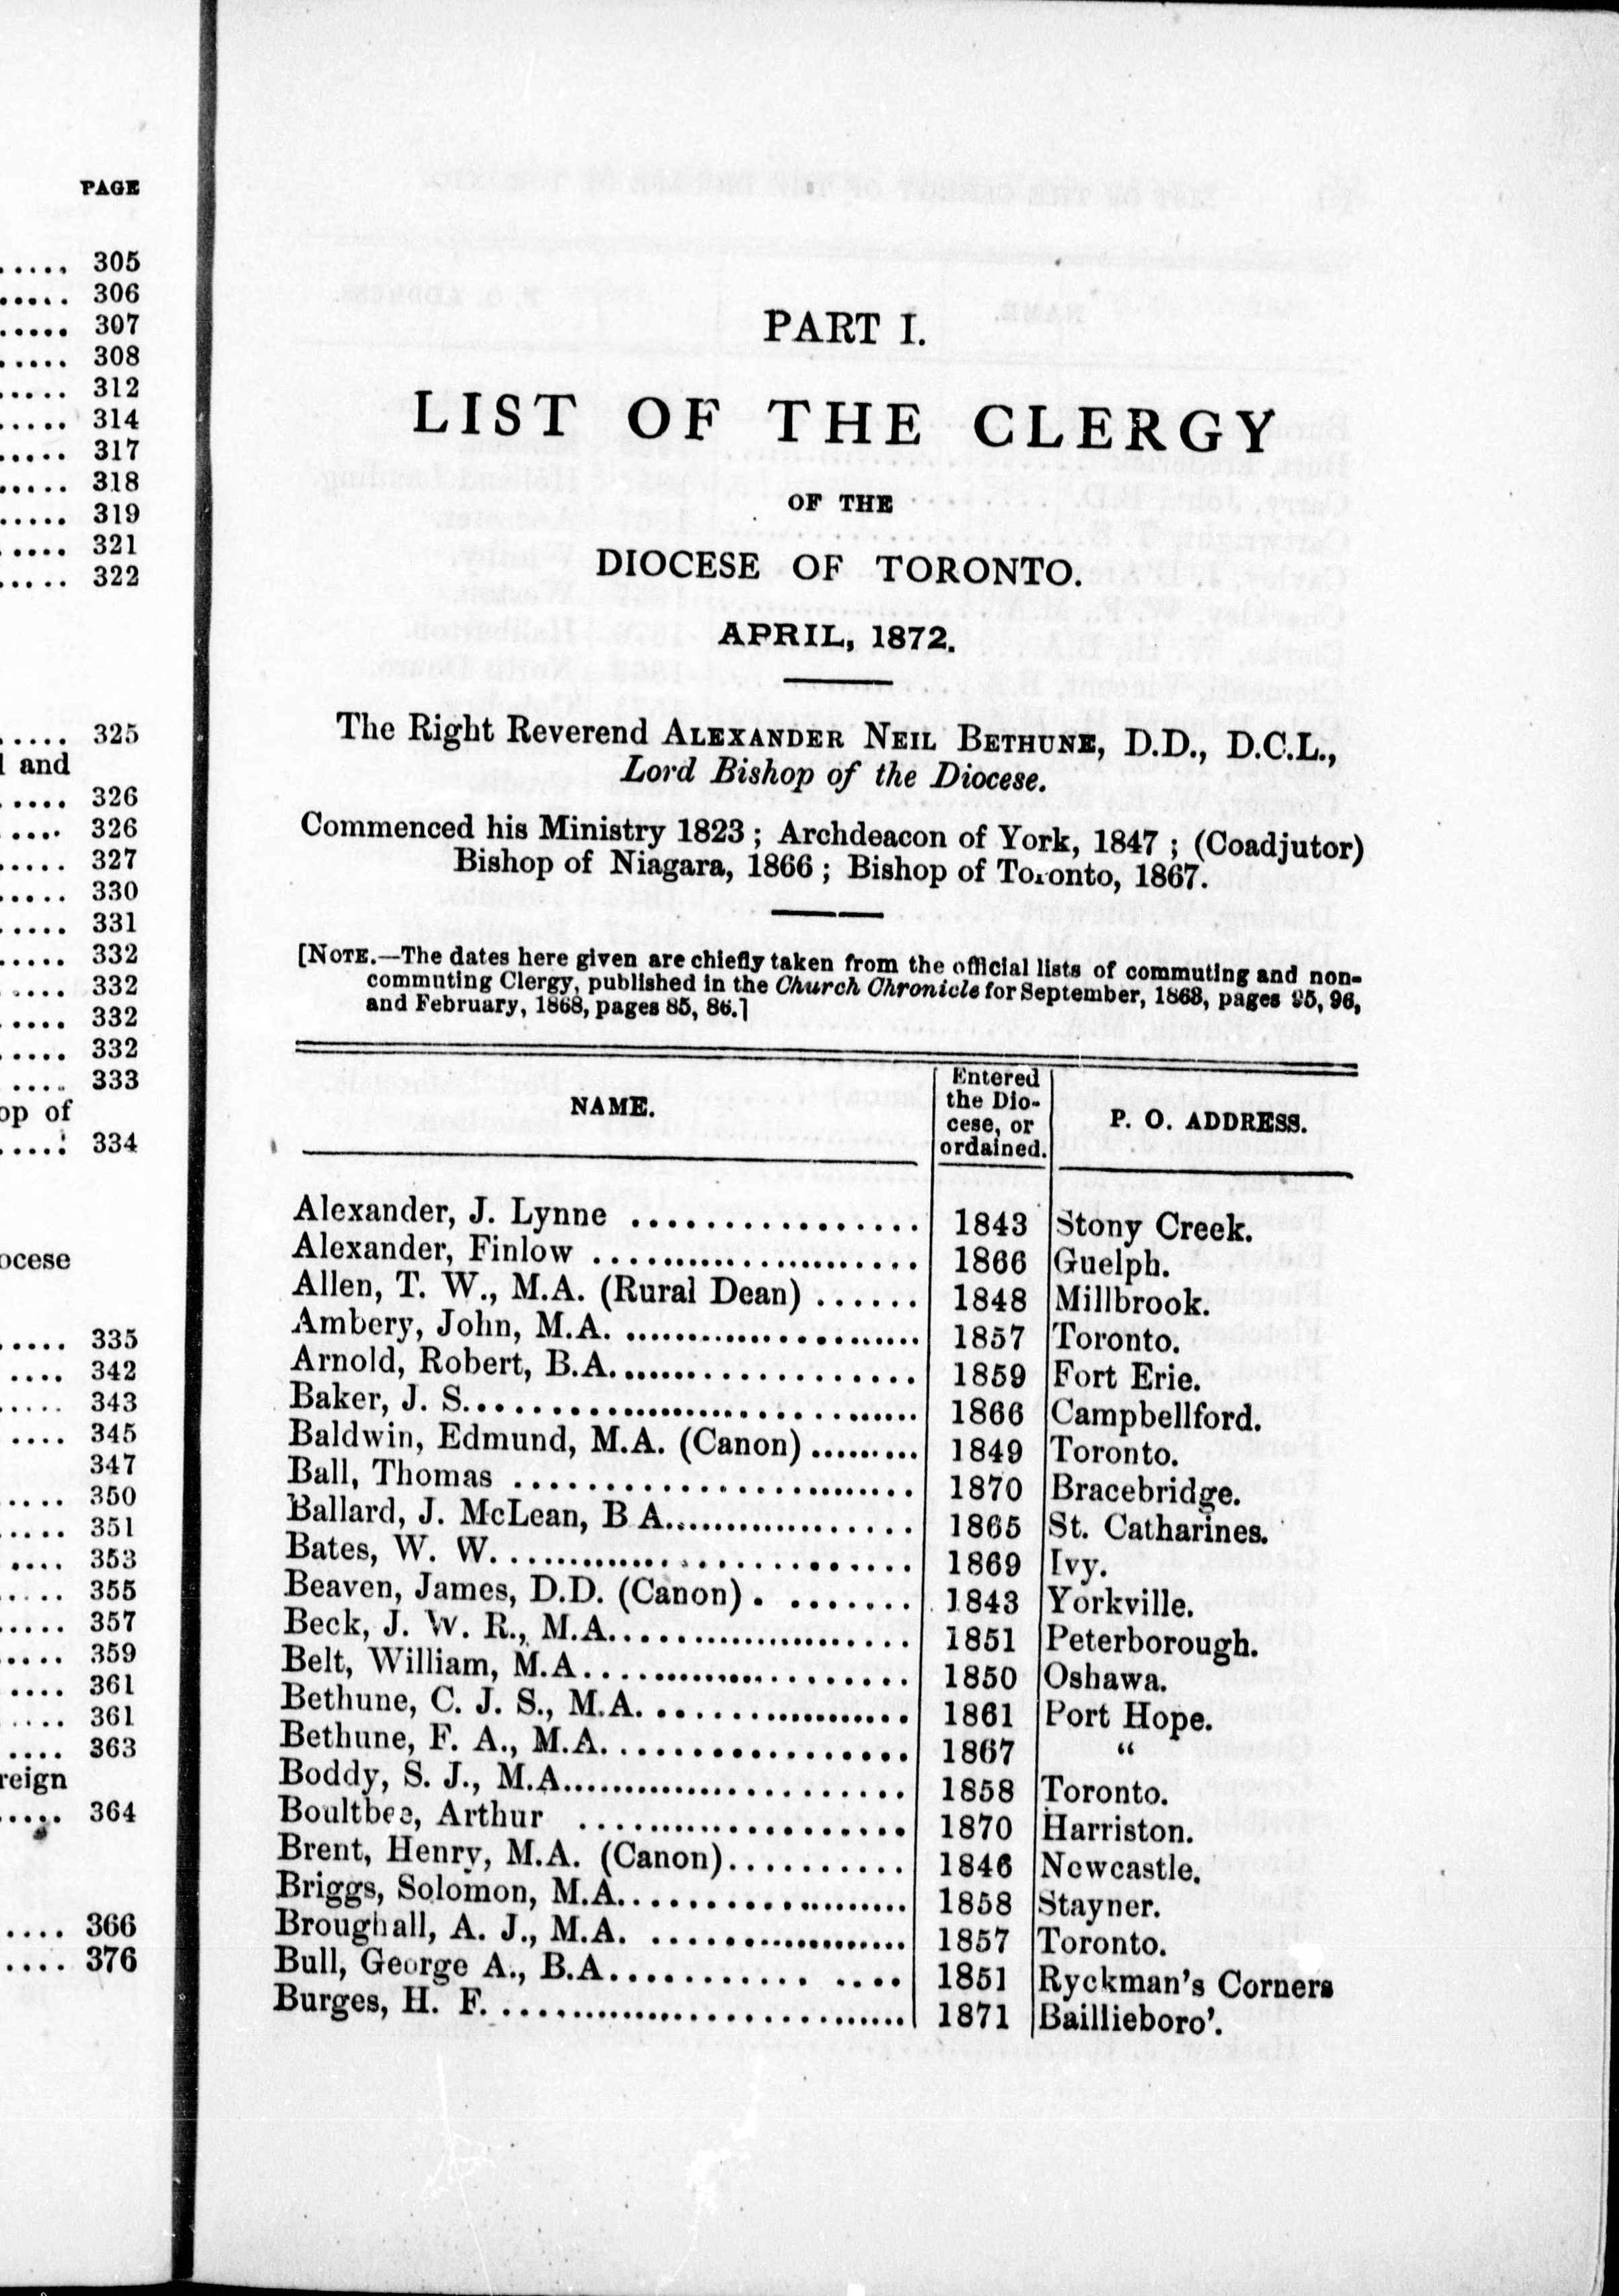 PAGE
..... 305
..... 306
..... 307
..... 308
..... 312
..... 314
..... 317
..... 318
..... 319
..... 321
..... 322
..... 325
and
..... 326
.... 326
..... 327
..... 330
..... 331
..... 332
.... 332
..... 332
..... 332
.... 333
op of
.... 334
ocese
..... 335
.... 342
..... 343
.... 345
347
.... 350
.... 351
.... 353
..... 355
..... 357
..... 359
.... 361
..... 361
.... 363
reign
..... 364
.... 366
.... 376
PART I.
LIST OF THE CLERGY
OF THE
DIOCESE OF TORONTO.
APRIL, 1872.
The Right Reverend ALEXANDER NEIL BETHUNE, D.D., D.C.L.,
Lord Bishop of the Diocese.
Commenced his Ministry 1823 ; Archdeacon of York, 1847 ; (Coadjutor)
Bishop of Niagara, 1866 ; Bishop of Toronto, 1867.
[NOTE.—The dates here given are chiefly taken from the official lists of commuting and non-
commuting Clergy, published in the Church Chronicle for September, 1863, pages 95, 96,
and February, 1868, pages 85, 86.]
NAME. Entered the Dio- cese, or ordained. P. O. ADDRESS.
Alexander, J. Lynne ................ 1843 Stony Creek.
Alexander, Finlow ................ 1866 Guelph.
Allen, T. W., M.A. (Rural Dean) ...... 1848 Millbrook.
Ambery, John, M.A. ................ 1857 Toronto.
Arnold, Robert, B.A. ................ 1859 Fort Erie.
Baker, J. S. ................ 1866 Campbellford.
Baldwin, Edmund, M.A. (Canon) ......... 1849 Toronto.
Ball, Thomas ................ 1870 Bracebridge.
Ballard, J. McLean, B A. ................ 1865 St. Catharines.
Bates, W. W. ................ 1869 Ivy.
Beaven, James, D.D. (Canon) . ....... 1843 Yorkville.
Beck, J. W. R., M.A. ................ 1851 Peterborough.
Belt, William, M.A. ................ 1850 Oshawa.
Bethune, C. J. S., M.A. ................ 1861 Port Hope.
Bethune, F. A., M.A. ................ 1867 “
Boddy, S. J., M.A. ................ 1858 Toronto.
Boultbee, Arthur ................ 1870 Harriston.
Brent, Henry, M.A. (Canon) .......... 1846 Newcastle.
Briggs, Solomon, M.A. ................ 1858 Stayner.
Broughall, A. J., M.A. ................ 1857 Toronto.
Bull, George A., B.A. ........... .... 1851 Ryckman's Corners
Burges, H. F. ................ 1871 Baillieboro'.